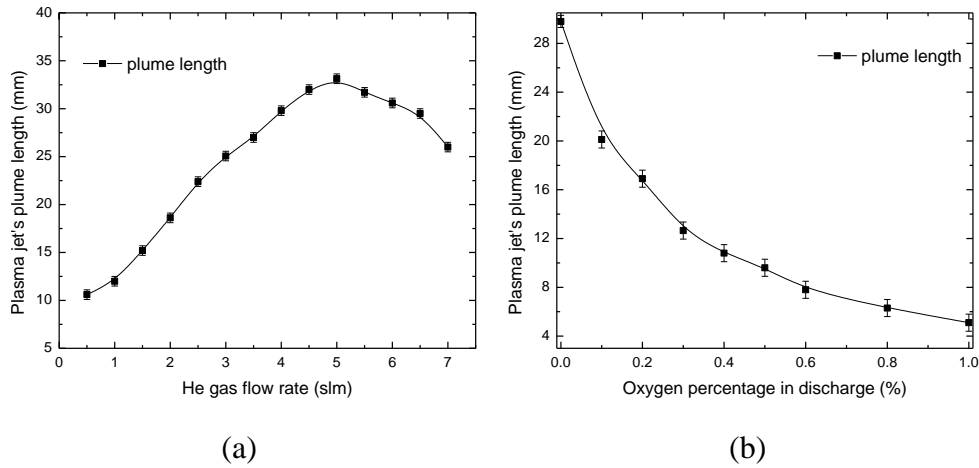 plume length
Plasma jet's plume length (mm)
40
35
30
25
20
15
10
5
0 1 2 3 4 5 6 7
He gas flow rate (slm)
(a)
plume length
Plasma jet's plume length (mm)
28
24
20
16
12
8
4
0.0 0.2 0.4 0.6 0.8 1.0
Oxygen percentage in discharge (%)
(b)